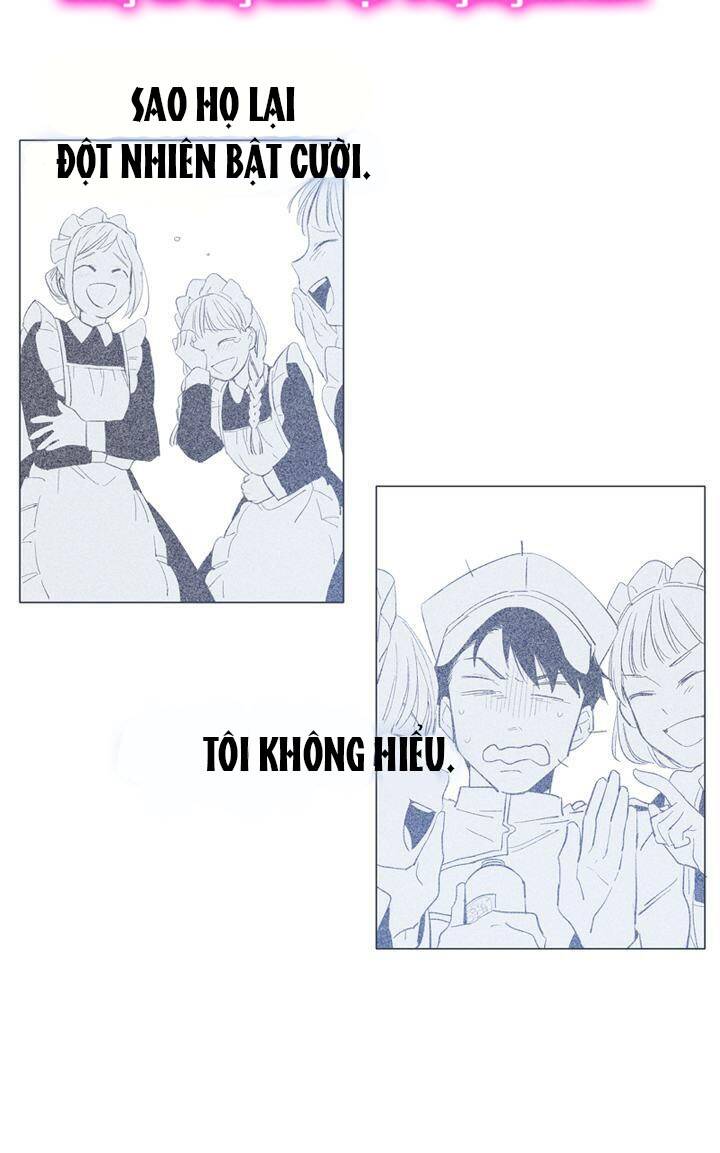 SAO HỌ LẠI
ĐỘT NHIÊN BẬT CƯỜI.
TÔI KHÔNG HIỂU.